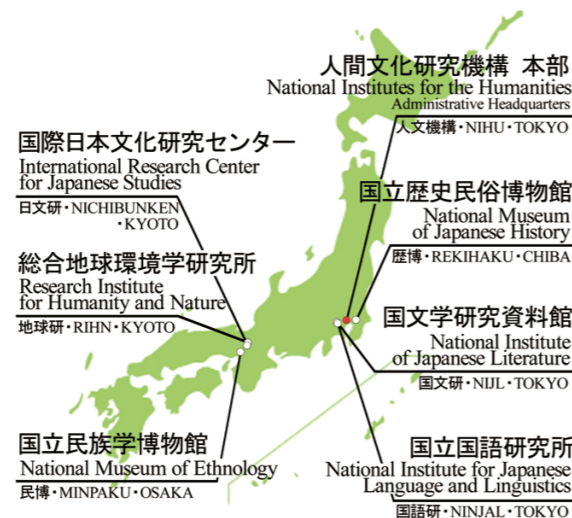 人間文化研究機構 本部
National Institutes for the Humanities
Administrative Headquarters
人文機構・NIHU・TOKYO
国際日本文化研究センター
International Research Center
for Japanese Studies
日文研・NICHIBUNKEN
・KYOTO
国立歴史民俗博物館
National Museum
of Japanese History
歴博・REKIHAKU・CHIBA
総合地球環境学研究所
Research Institute
for Humanity and Nature
地球研・RIHN・KYOTO
国文学研究資料館
National Institute
of Japanese Literature
国文研・NIJL・TOKYO
国立民族学博物館
National Museum of Ethnology
民博・MINPAKU・OSAKA
国立国語研究所
National Institute for Japanese
Language and Linguistics
国語研・NINJAL・TOKYO